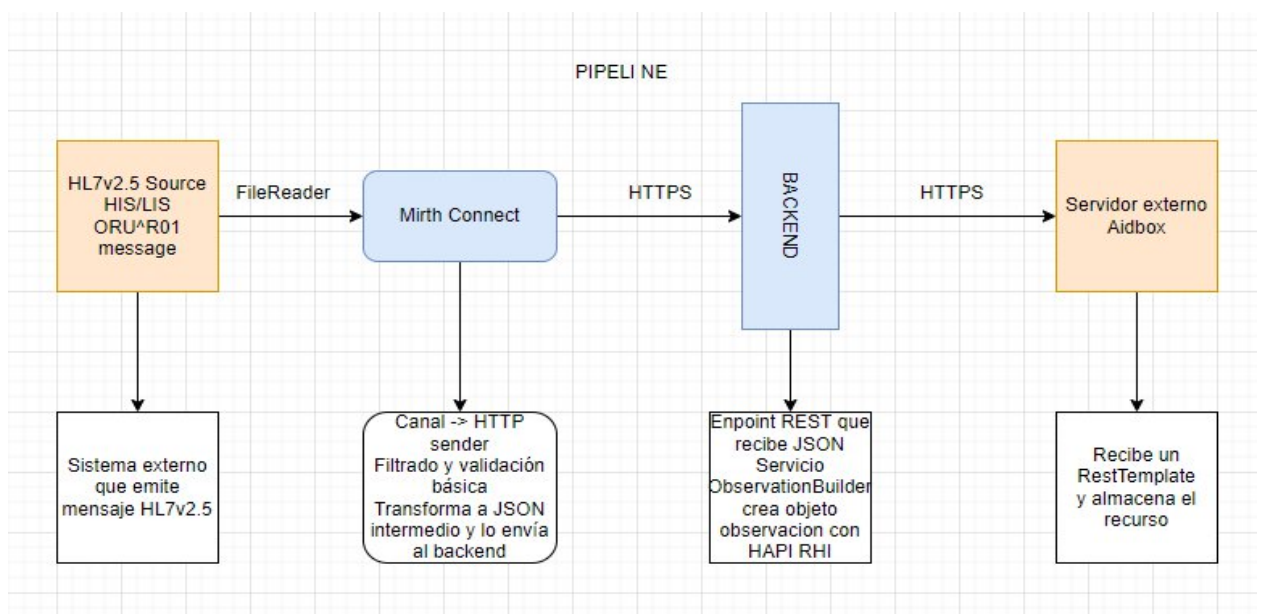 PIPELI NE
HL7v2.5 Source
HIS/LIS
ORU^R01
message
FileReader
Mirth Connect
HTTPS
BACKEND
HTTPS
Servidor externo
Aidbox
Sistema externo
que emite
mensaje HL7v2.5
Canal -> HTTP
sender
Filtrado y validación
básica
Transforma a JSON
intermedio y lo envía
al backend
Enpoint REST que
recibe JSON
Servicio
ObservationBuilder
crea objeto
observacion con
HAPI RHI
Recibe un
RestTemplate
y almacena el
recurso